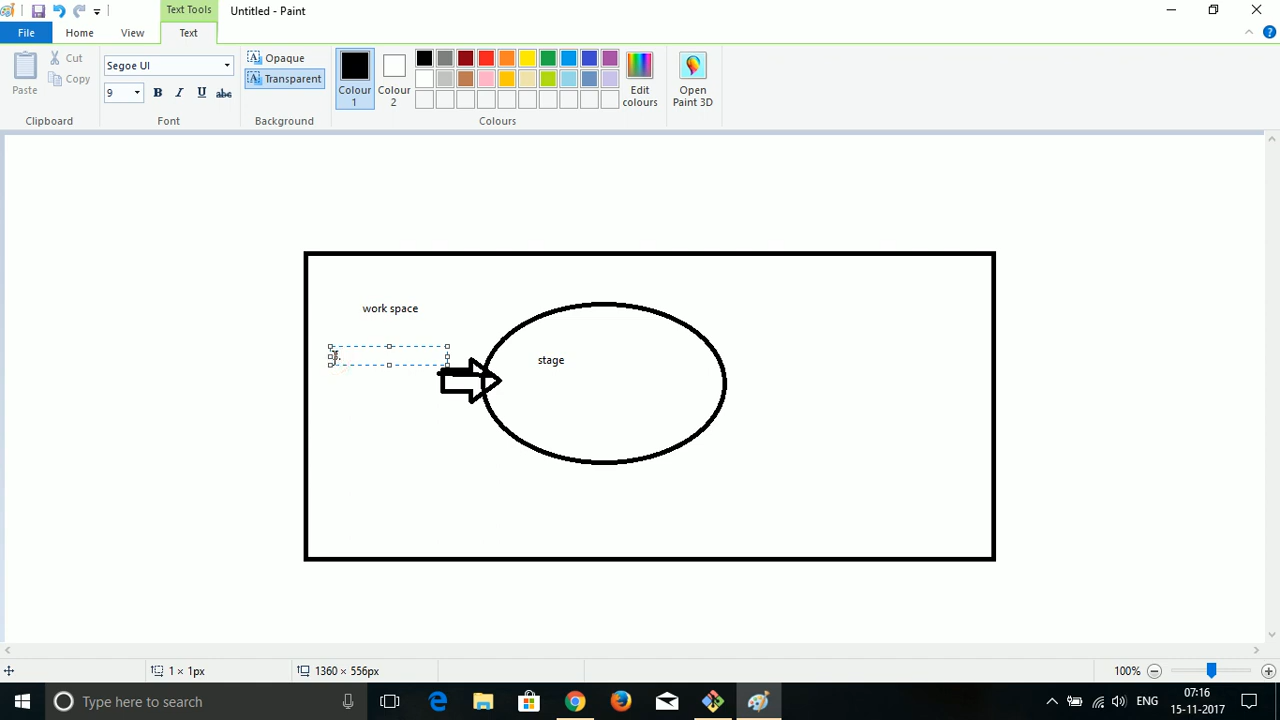 Text Tools
Untitled - Paint
File
Home
View
Text
Paste
Cut
Copy
Clipboard
Segoe UI
9
B I U abc
Font
Opaque
Transparent
Background
Colour 1
Colour 2
Edit colours
Open Paint 3D
Colours
work space
stage
1 × 1px
1360 × 556px
100%
Type here to search
ENG
07:16
15-11-2017